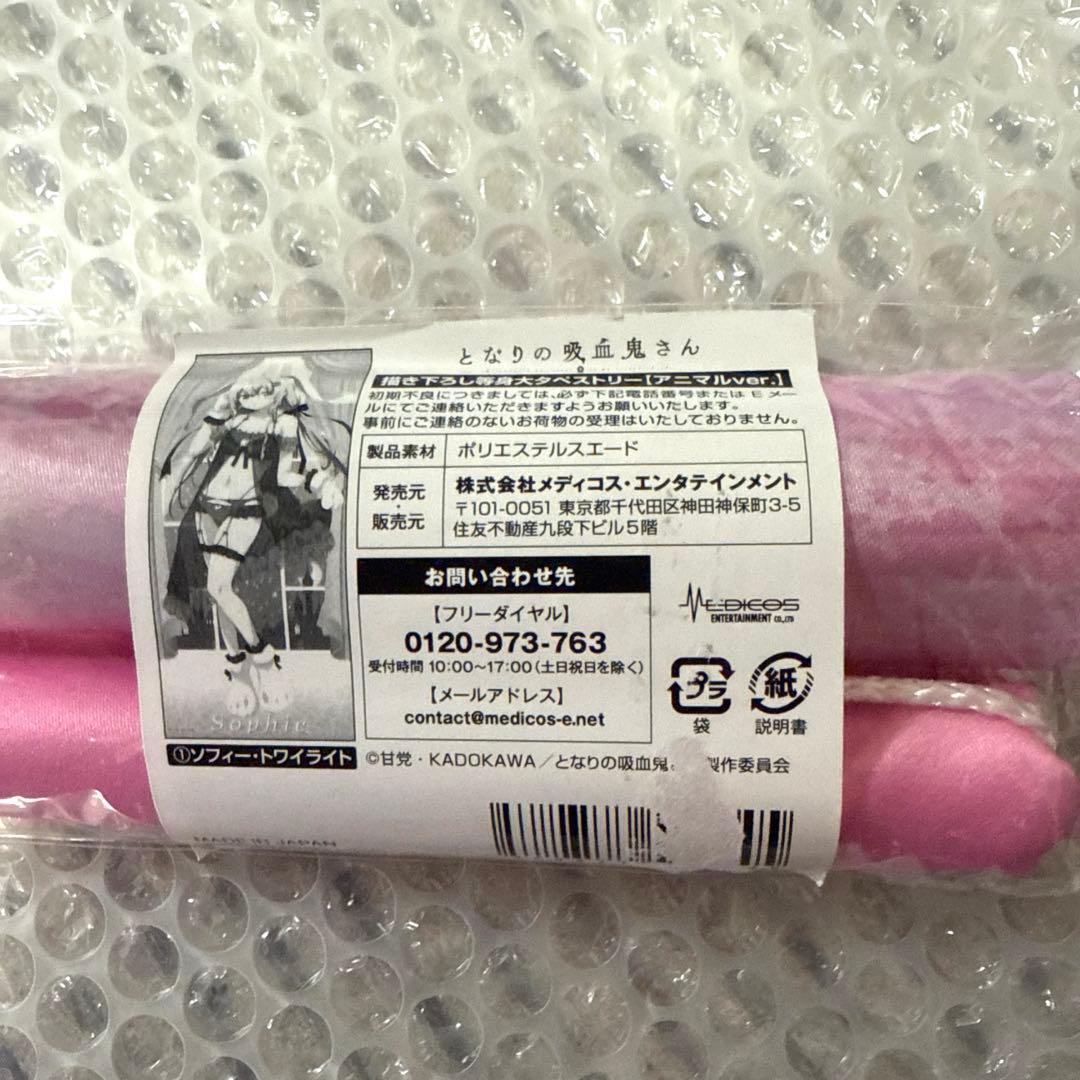 となりの吸血鬼さん
描き下ろし等身大タペストリー【アニマルver.】
初期不良につきましては、必ず下記電話番号またはEメー
ルにてご連絡いただきますようお願いいたします。
事前にご連絡のないお荷物の受理はいたしておりません。
製品素材 ポリエステルスエード
発売元・販売元 株式会社メディコス・エンタテインメント
〒101-0051 東京都千代田区神田神保町3-5
住友不動産九段下ビル5階
お問い合わせ先
【フリーダイヤル】
0120-973-763
受付時間 10:00〜17:00(土日祝日を除く)
【メールアドレス】
contact@medicos-e.net
MEDICOS
ENTERTAINMENT CO.,LTD
プラ
袋
紙
説明書
Sophie
①ソフィー・トワイライト
©甘党・KADOKAWA/となりの吸血鬼 製作委員会
MADE IN JAPAN